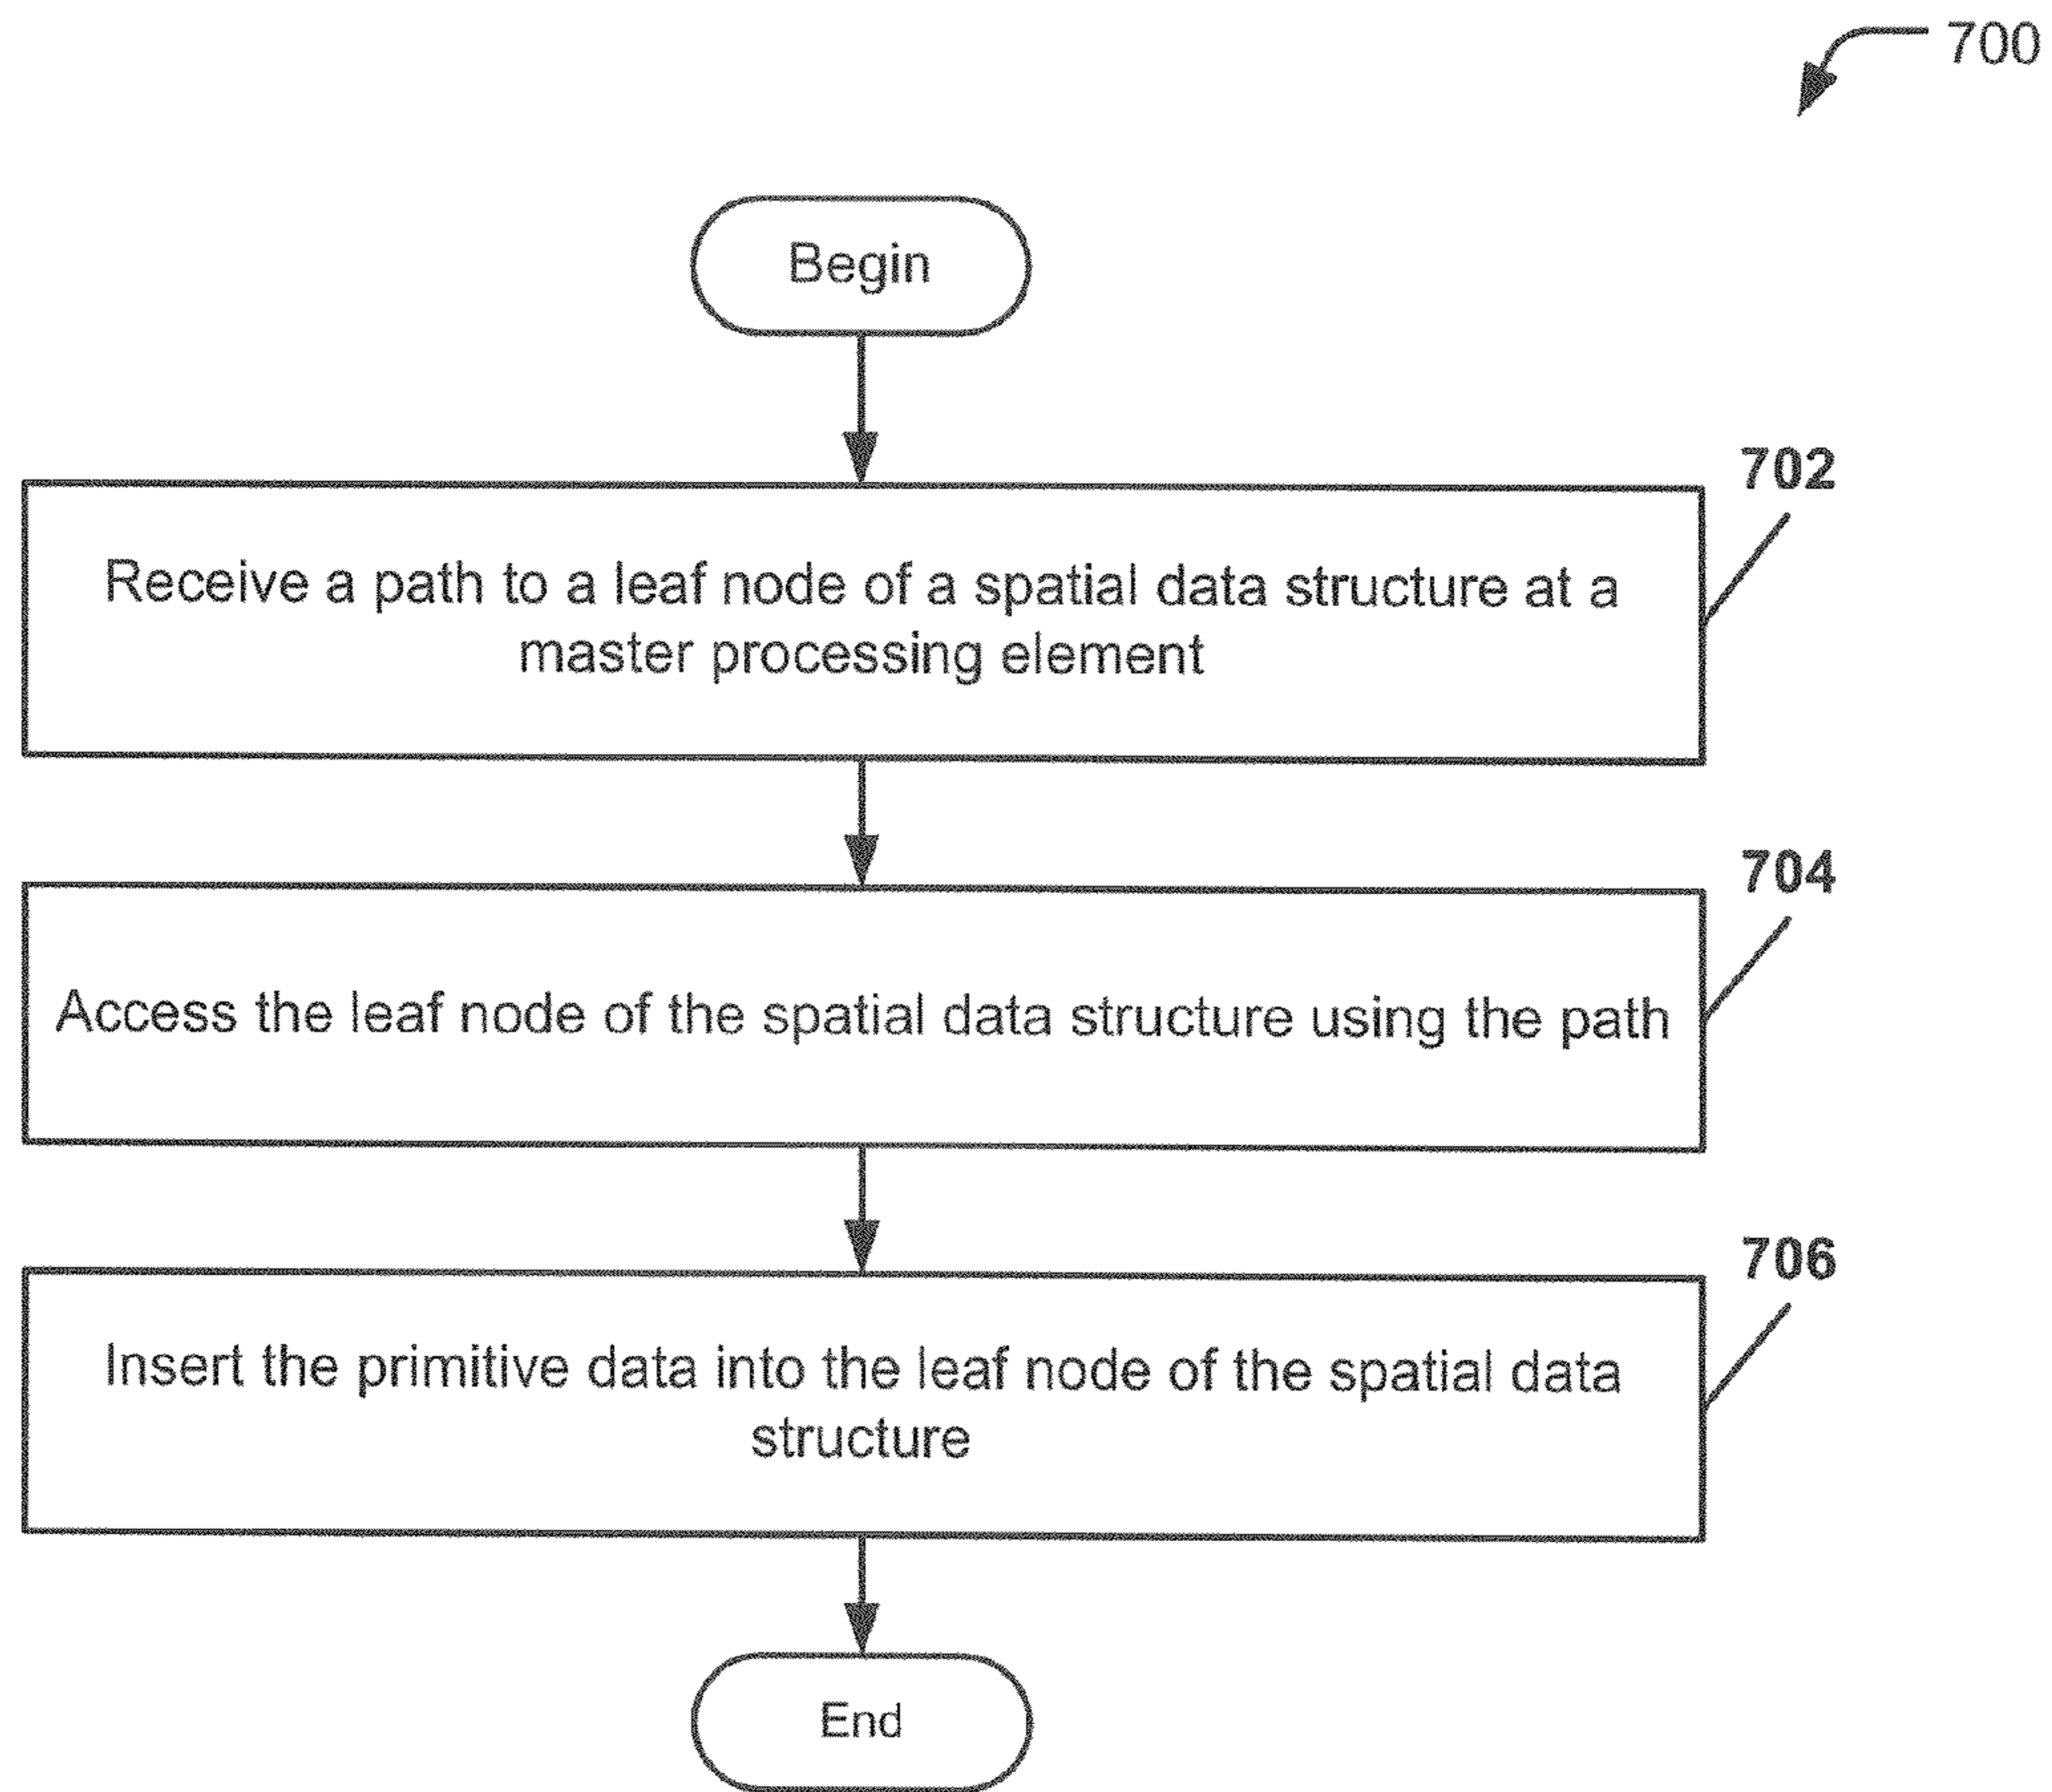 700
Begin
702
Receive a path to a leaf node of a spatial data structure at a
master processing element
704
Access the leaf node of the spatial data structure using the path
706
Insert the primitive data into the leaf node of the spatial data
structure
End